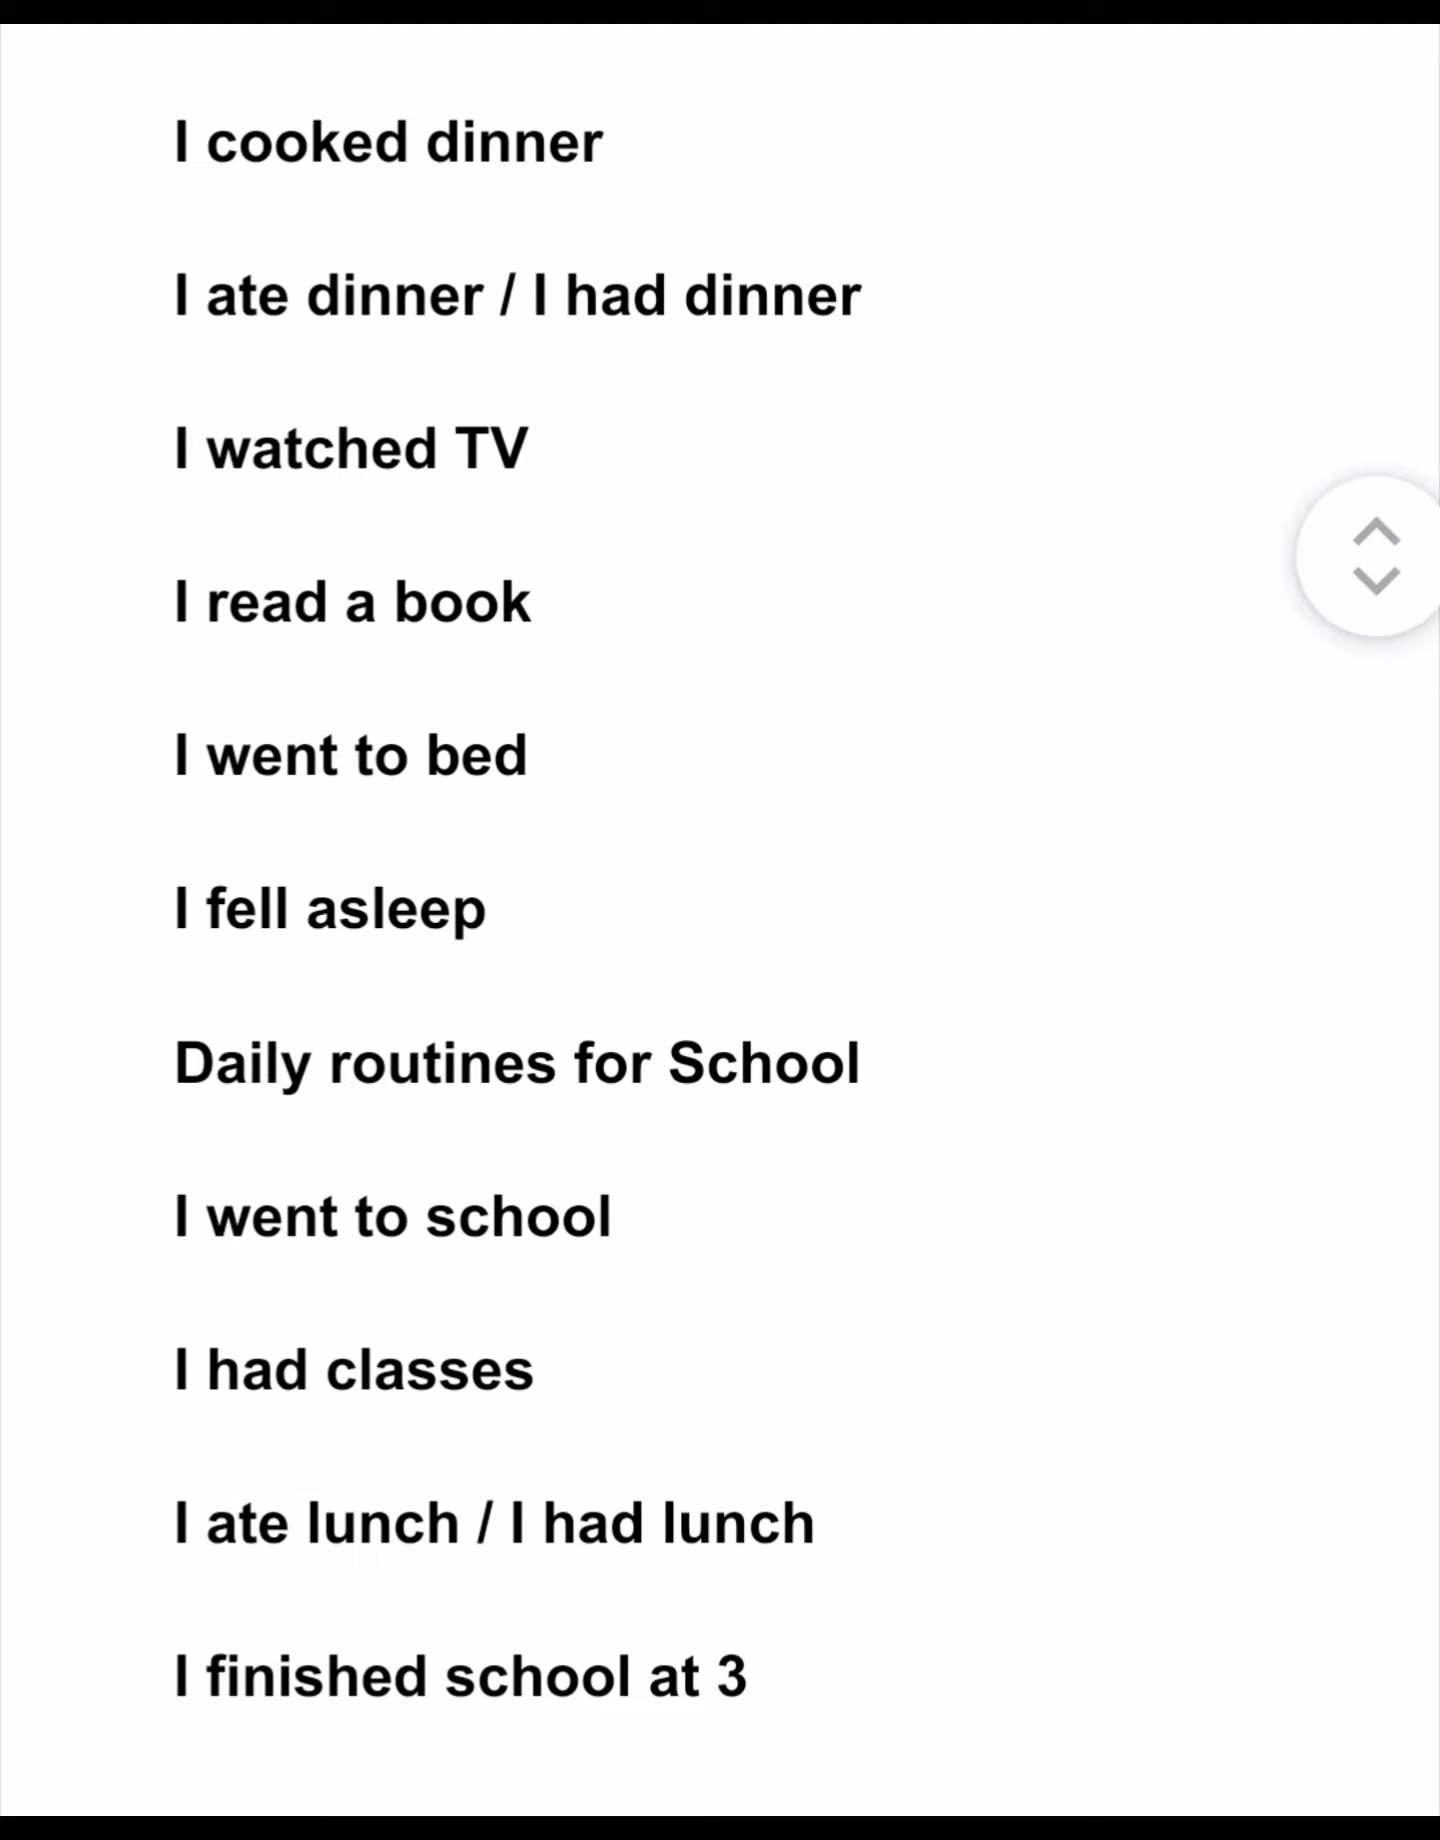 I cooked dinner
I ate dinner / I had dinner
I watched TV
I read a book
I went to bed
I fell asleep
Daily routines for School
I went to school
I had classes
I ate lunch / I had lunch
I finished school at 3